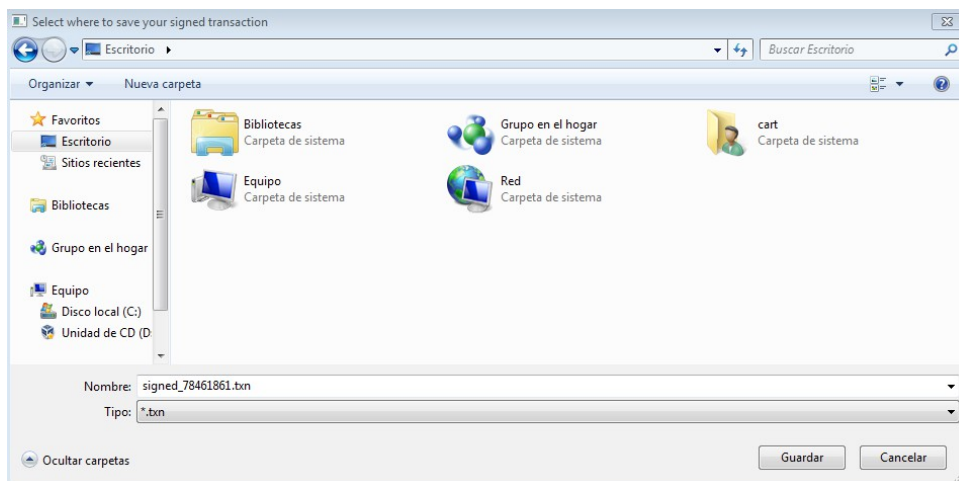 Select where to save your signed transaction
Escritorio
Buscar Escritorio
Organizar
Nueva carpeta
Favoritos
Escritorio
Sitios recientes
Bibliotecas
Grupo en el hogar
Equipo
Disco local (C:)
Unidad de CD (D:
Bibliotecas
Carpeta de sistema
Grupo en el hogar
Carpeta de sistema
cart
Carpeta de sistema
Equipo
Carpeta de sistema
Red
Carpeta de sistema
Nombre: signed_78461861.txn
Tipo: *.txn
Ocultar carpetas
Guardar
Cancelar